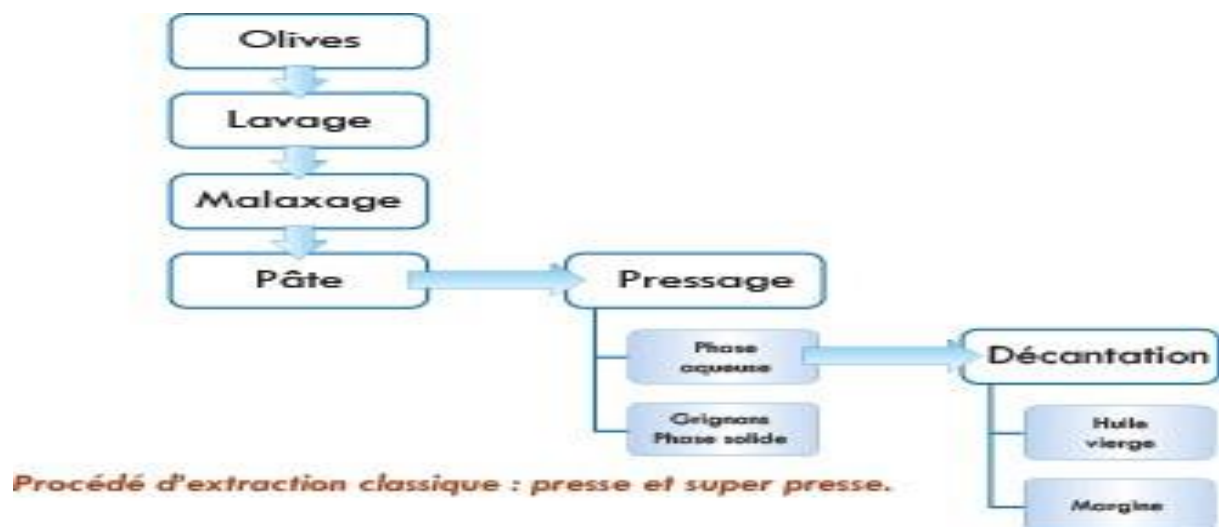 Olives
Lavage
Malaxage
Pâte
Pressage
Phase
aqueuse
Grignons
Phase solide
Décantation
Huile
vierge
Margine
Procédé d'extraction classique : presse et super presse.